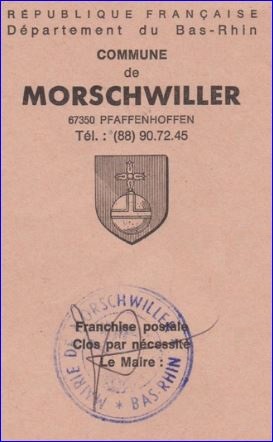 RÉPUBLIQUE FRANÇAISE
Département du Bas-Rhin
COMMUNE
de
MORSCHWILLER
67350 PFAFFENHOFFEN
Tél. : (88) 90.72.45
Franchise postale
Clos par nécessité
Le Maire :
MAIRIE DE MORSCHWILLER
* BAS-RHIN *